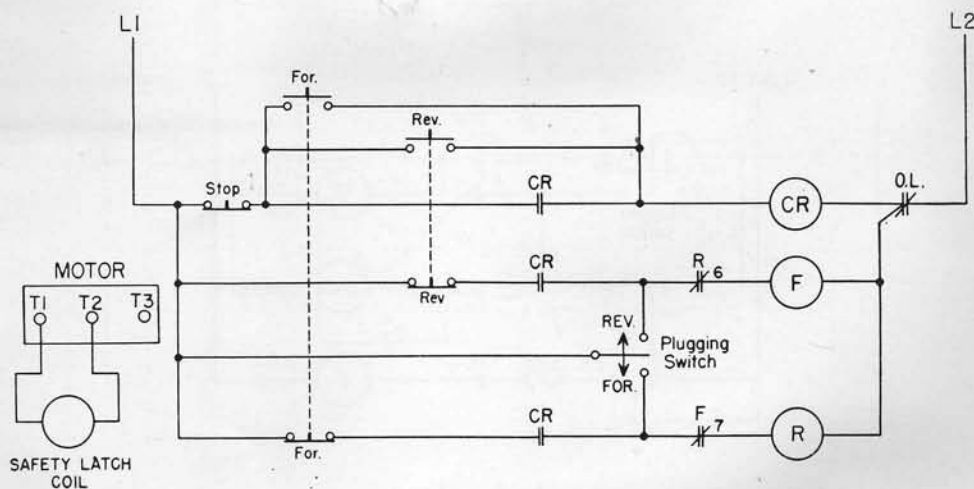 L1
L2
For.
Rev.
Stop
CR
CR
O.L.
MOTOR
T1 T2 T3
Rev
CR
R
6
F
REV.
Plugging
Switch
FOR.
For.
CR
F
7
R
SAFETY LATCH
COIL